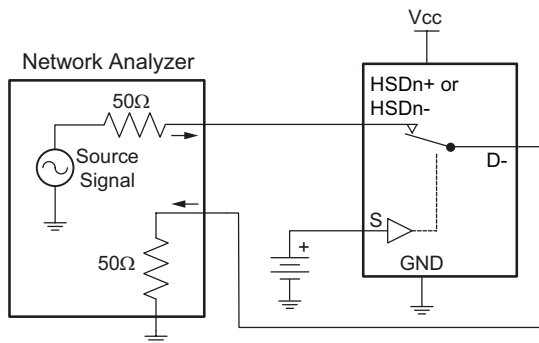 Vcc
Network Analyzer
HSDn+ or
HSDn-
50Ω
Source
Signal
D-
S
+
50Ω
GND